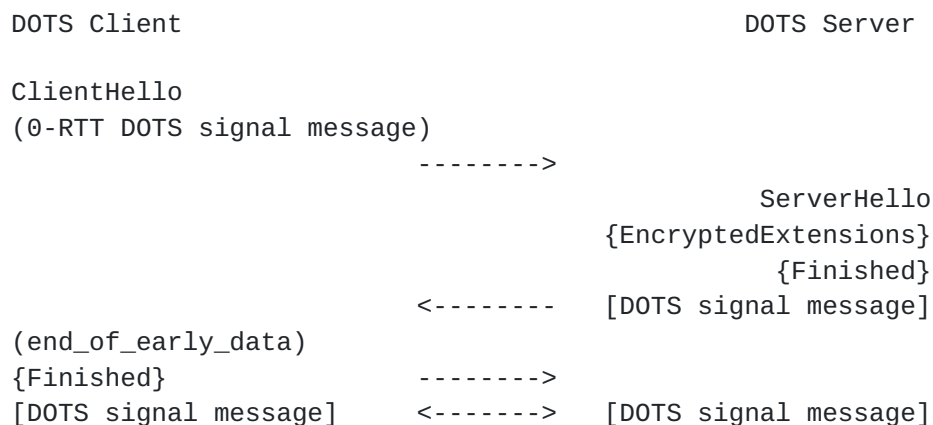 DOTS Client                                  DOTS Server
ClientHello
(0-RTT DOTS signal message)
-------->
ServerHello
{EncryptedExtensions}
{Finished}
<--------   [DOTS signal message]
(end_of_early_data)
{Finished}                -------->
[DOTS signal message]     <------->   [DOTS signal message]